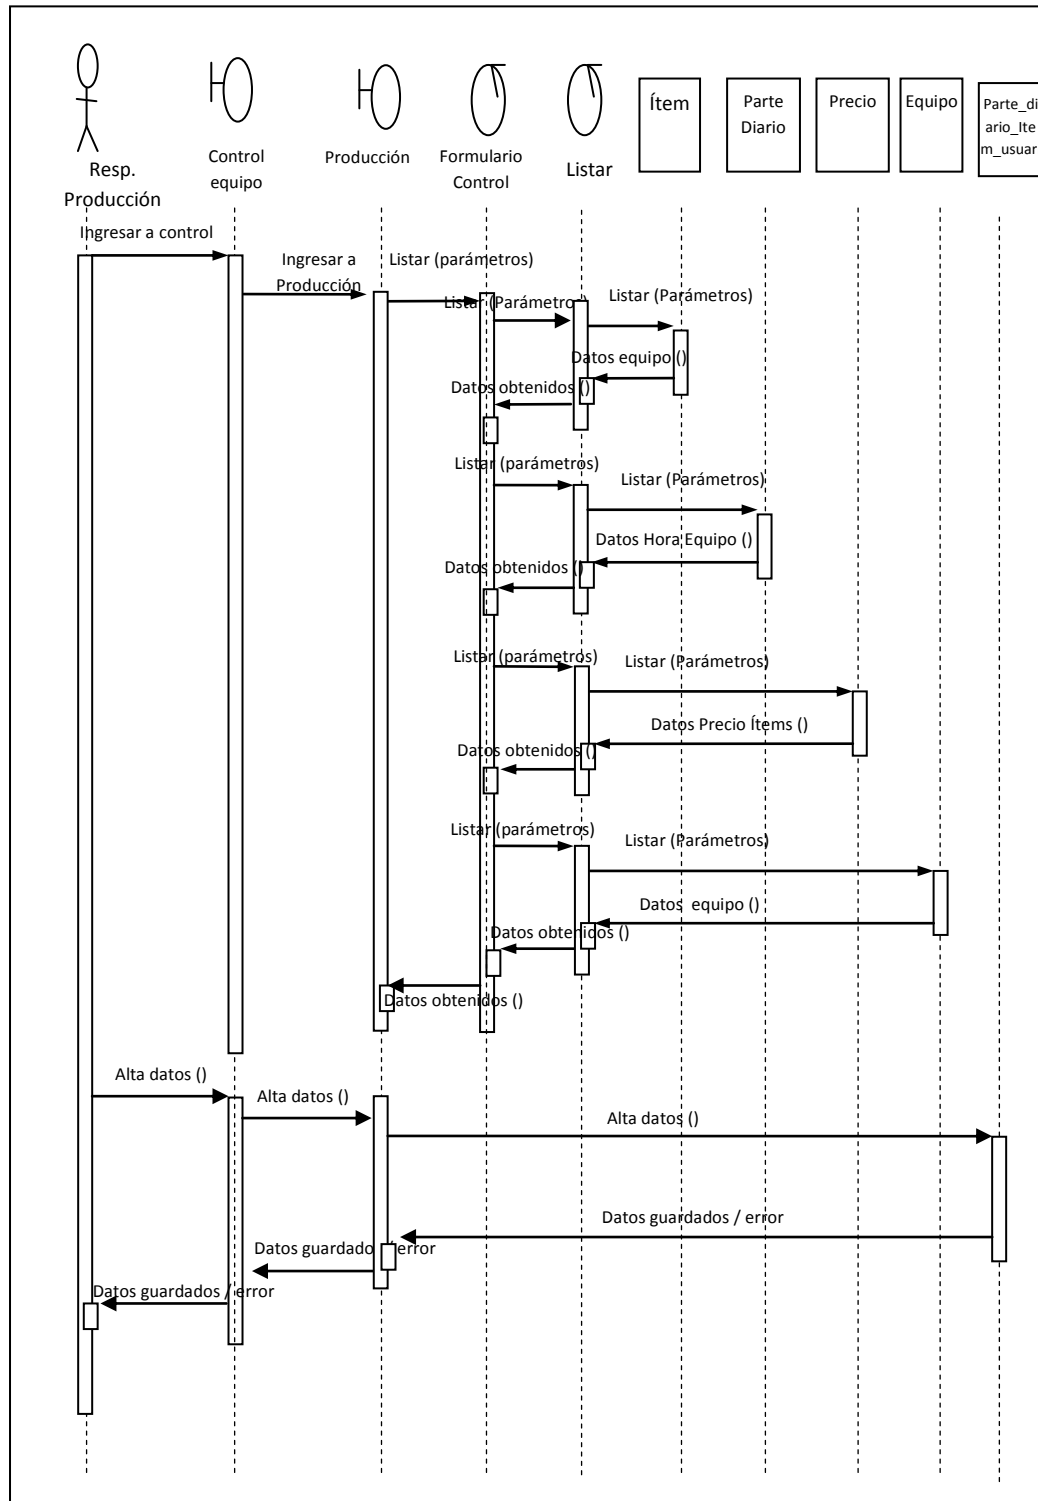 Ítem
Parte
Diario
Precio
Equipo
Parte_di
ario_Ite
m_usuar
Resp.
Producción
Control
equipo
Producción
Formulario
Control
Listar
Ingresar a control
Ingresar a
Producción
Listar (parámetros)
Listar (Parámetros)
Listar (Parámetros)
Datos equipo ()
Datos obtenidos ()
Listar (parámetros)
Listar (Parámetros)
Datos Hora Equipo ()
Datos obtenidos ()
Listar (parámetros)
Listar (Parámetros)
Datos Precio Ítems ()
Datos obtenidos ()
Listar (parámetros)
Listar (Parámetros)
Datos equipo ()
Datos obtenidos ()
Datos obtenidos ()
Alta datos ()
Alta datos ()
Alta datos ()
Datos guardados / error
Datos guardados / error
Datos guardados / error